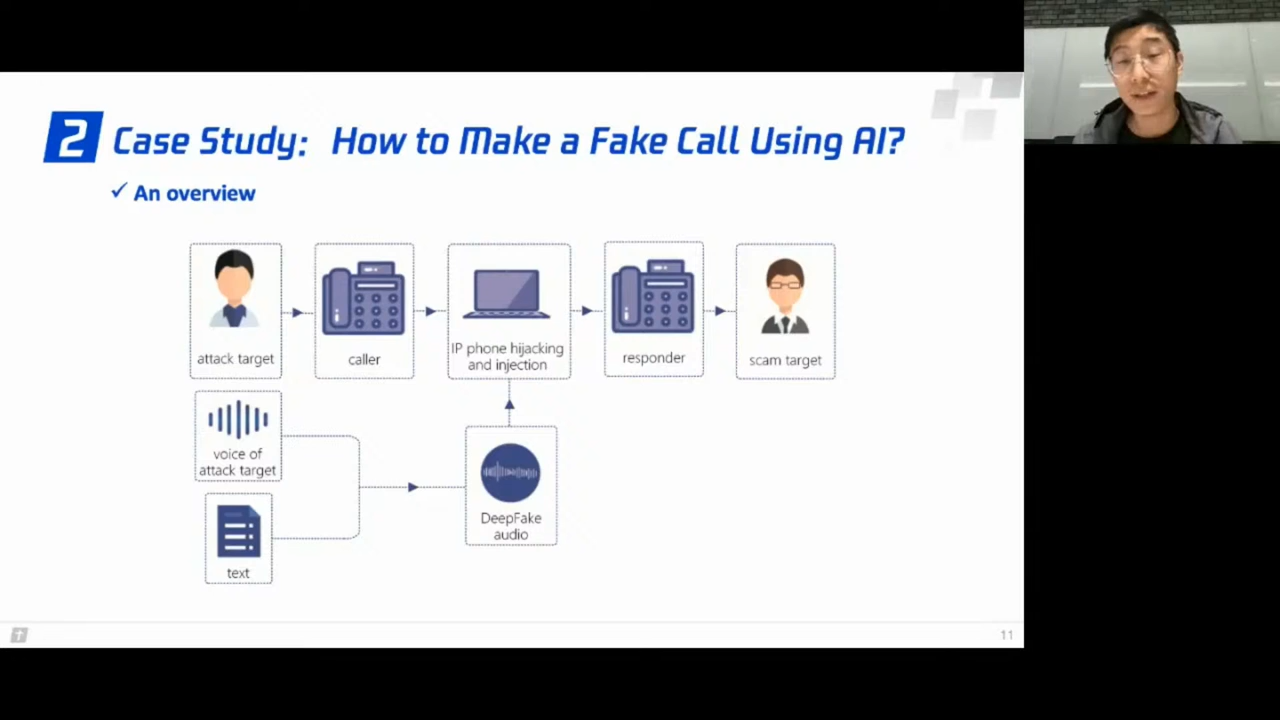 2 Case Study: How to Make a Fake Call Using AI?
✓ An overview
attack target
caller
IP phone hijacking
and injection
responder
scam target
voice of
attack target
DeepFake
audio
text
11